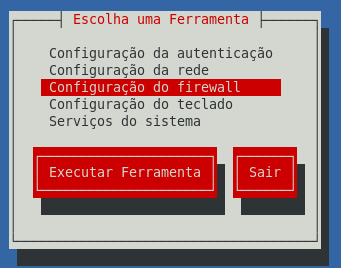 Escolha uma Ferramenta
Configuração da autenticação
Configuração da rede
Configuração do firewall
Configuração do teclado
Serviços do sistema
Executar Ferramenta
Sair